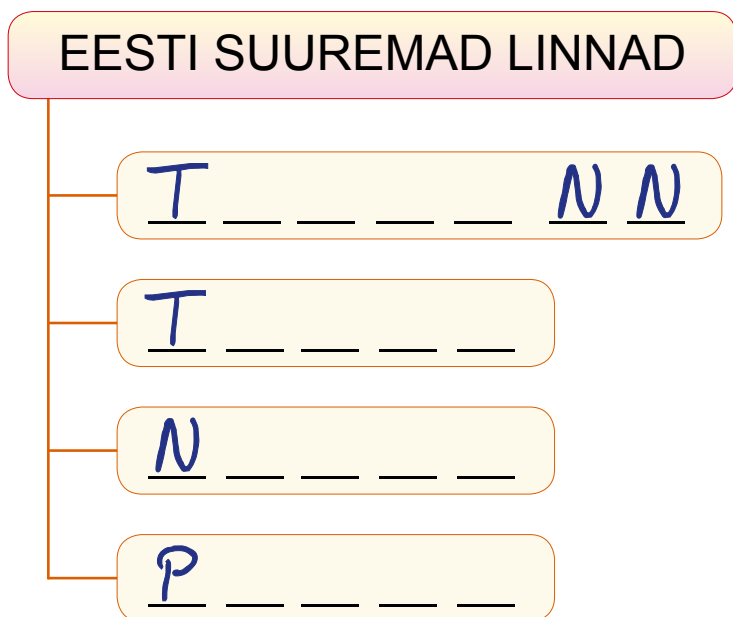 EESTI SUUREMAD LINNAD
T _ _ _ _ N N
T _ _ _ _
N _ _ _ _
P _ _ _ _